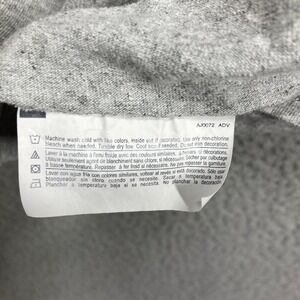 AJXX72 ADV
Machine wash cold with like colors, inside out if decorated. Use only non-chlorine
bleach when needed. Tumble dry low. Cool iron if needed. Do not iron decoration.
Laver à la machine à l'eau froide avec des couleurs similaires, à l'envers si décorations.
Utiliser seulement agent de blanchiment sans chlore, si nécessaire. Sécher par culbutage
à basse température. Repasser à fer froid si nécessaire. Ne repasser les décorations.
Lavar con agua fría con colores similares, voltear al revés si está decorado. Sólo usar
blanqueador sin cloro cuando se necesite. Secar a temperatura baja.
Planchar a temperatura baja si se necesita. No planchar la decoración.